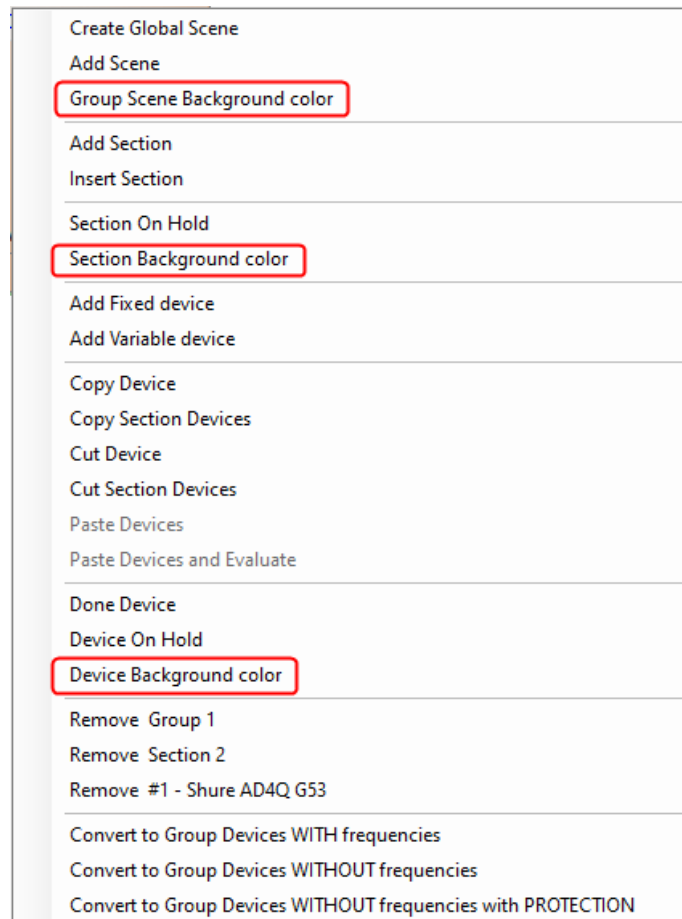 Create Global Scene
Add Scene
Group Scene Background color
Add Section
Insert Section
Section On Hold
Section Background color
Add Fixed device
Add Variable device
Copy Device
Copy Section Devices
Cut Device
Cut Section Devices
Paste Devices
Paste Devices and Evaluate
Done Device
Device On Hold
Device Background color
Remove  Group 1
Remove  Section 2
Remove  #1 - Shure AD4Q G53
Convert to Group Devices WITH frequencies
Convert to Group Devices WITHOUT frequencies
Convert to Group Devices WITHOUT frequencies with PROTECTION